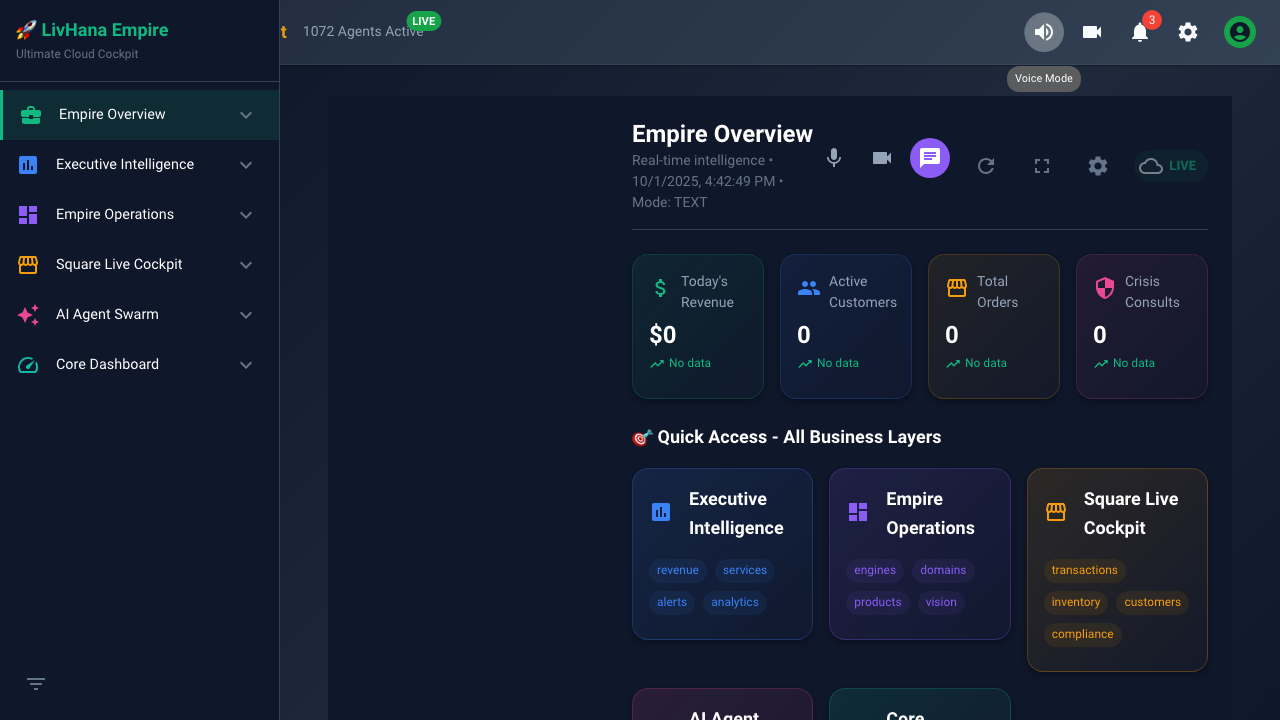 🚀 LivHana Empire
Ultimate Cloud Cockpit
Empire Overview
Executive Intelligence
Empire Operations
Square Live Cockpit
AI Agent Swarm
Core Dashboard
t
1072 Agents Active
LIVE
3
Voice Mode
Empire Overview
Real-time intelligence •
10/1/2025, 4:42:49 PM •
Mode: TEXT
LIVE
Today's
Revenue
$0
No data
Active
Customers
0
No data
Total
Orders
0
No data
Crisis
Consults
0
No data
🎯 Quick Access - All Business Layers
Executive
Intelligence
revenue services
alerts analytics
Empire
Operations
engines domains
products vision
Square Live
Cockpit
transactions
inventory customers
compliance
AI Agent
Core